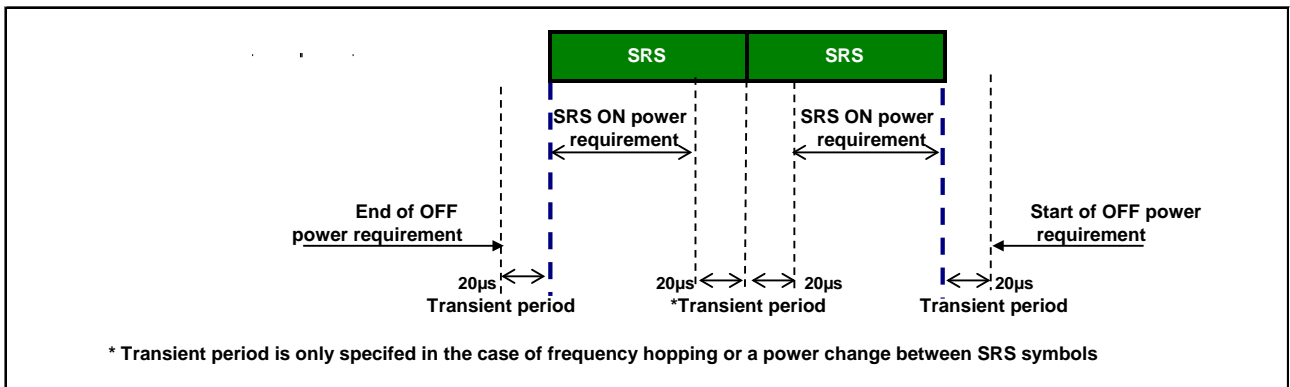 SRS SRS
SRS ON power
requirement
SRS ON power
requirement
End of OFF
power requirement
Start of OFF power
requirement
20µs
Transient period
20µs 20µs
*Transient period
20µs
Transient period
* Transient period is only specifed in the case of frequency hopping or a power change between SRS symbols